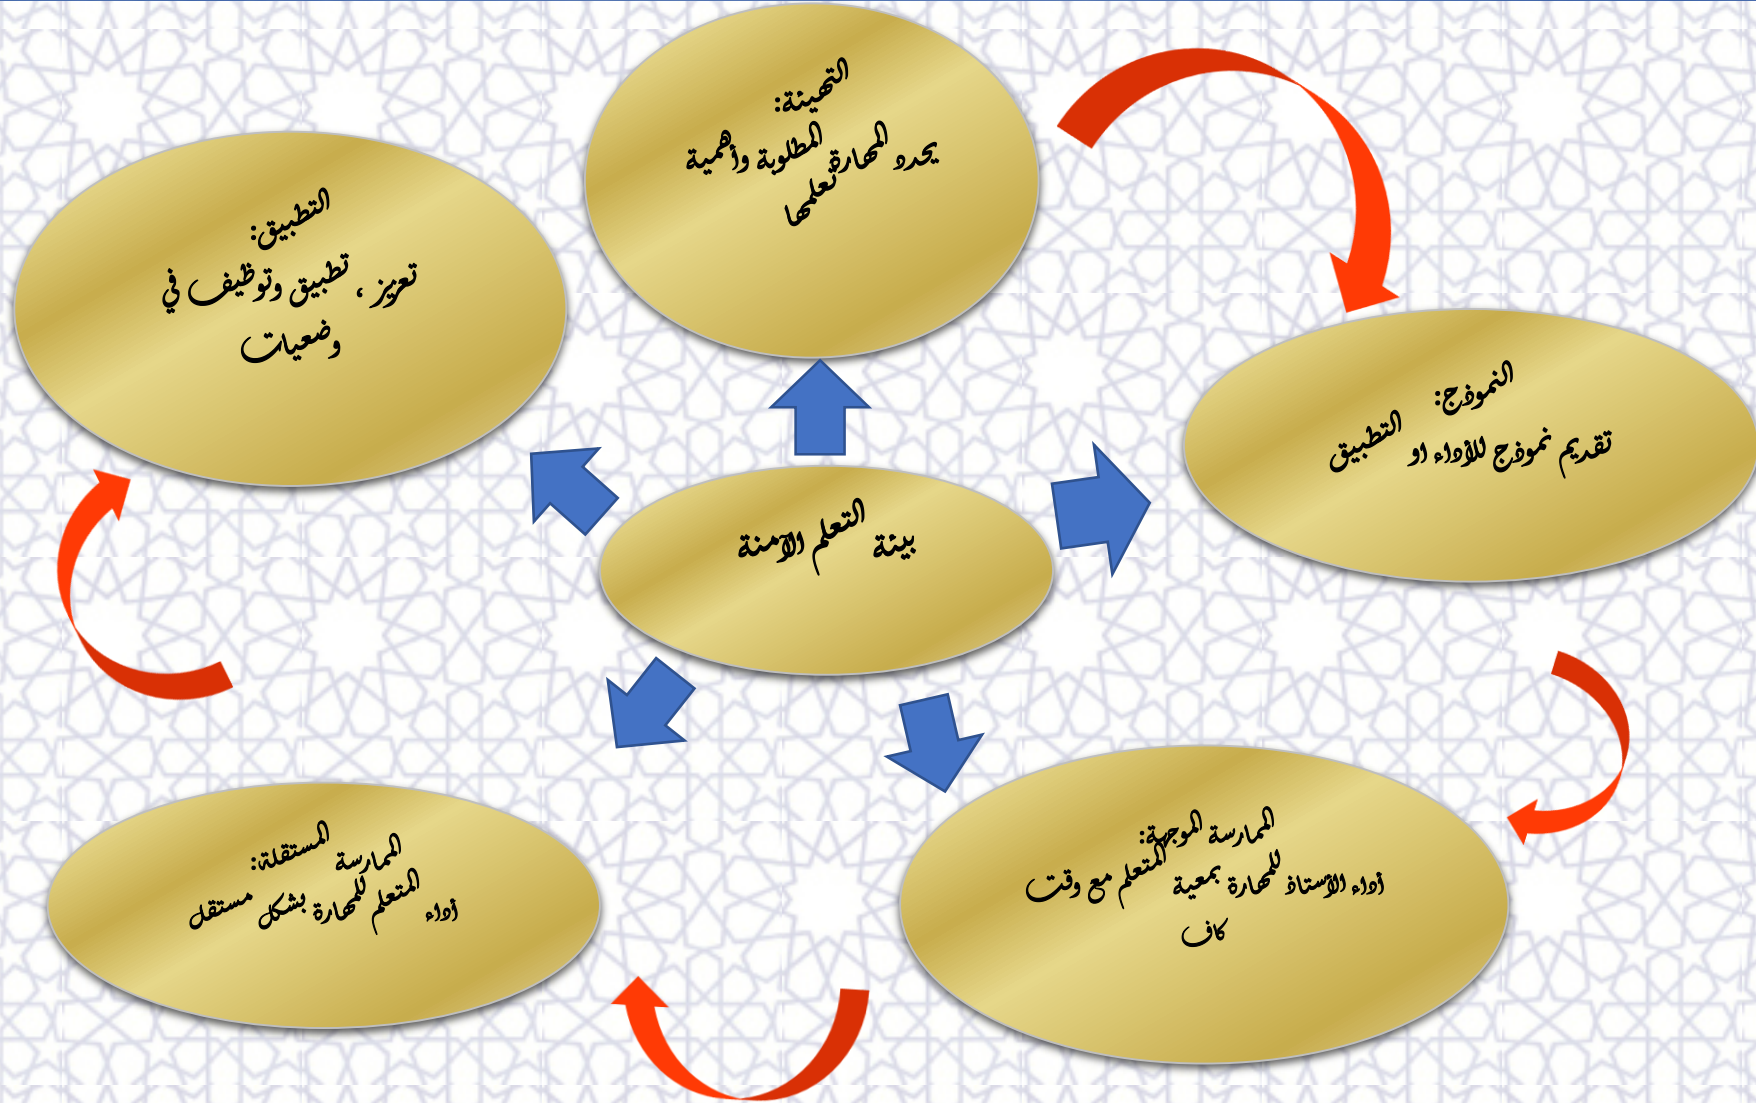 التهيئة:
يحدد المهارة المطلوبة وأهمية
تعلمها
النموذج:
تقديم نموذج للأداء او التطبيق
الممارسة الموجهة:
أداء الأستاذ للمهارة بمعية المتعلم مع وقت
كاف
الممارسة المستقلة:
أداء المتعلم للمهارة بشكل مستقل
التطبيق:
تعزيز ، تطبيق وتوظيف في
وضعيات
بيئة التعلم الآمنة